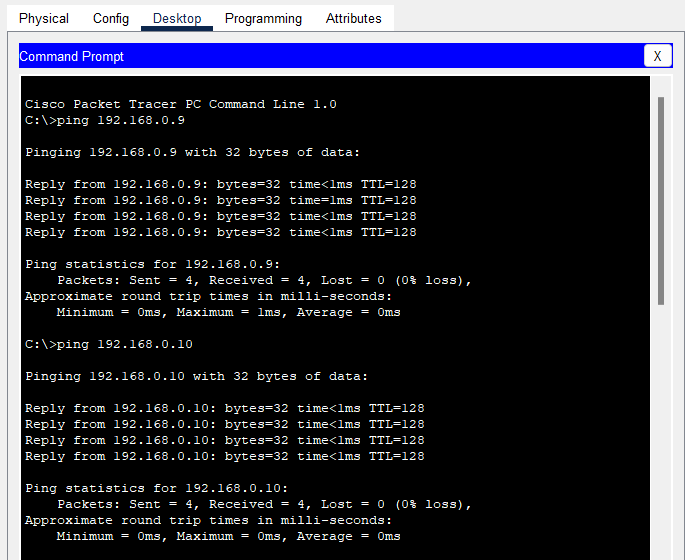 Physical Config Desktop Programming Attributes
Command Prompt X
Cisco Packet Tracer PC Command Line 1.0
C:\>ping 192.168.0.9
Pinging 192.168.0.9 with 32 bytes of data:
Reply from 192.168.0.9: bytes=32 time<1ms TTL=128
Reply from 192.168.0.9: bytes=32 time=1ms TTL=128
Reply from 192.168.0.9: bytes=32 time<1ms TTL=128
Reply from 192.168.0.9: bytes=32 time<1ms TTL=128
Ping statistics for 192.168.0.9:
    Packets: Sent = 4, Received = 4, Lost = 0 (0% loss),
Approximate round trip times in milli-seconds:
    Minimum = 0ms, Maximum = 1ms, Average = 0ms
C:\>ping 192.168.0.10
Pinging 192.168.0.10 with 32 bytes of data:
Reply from 192.168.0.10: bytes=32 time<1ms TTL=128
Reply from 192.168.0.10: bytes=32 time<1ms TTL=128
Reply from 192.168.0.10: bytes=32 time<1ms TTL=128
Reply from 192.168.0.10: bytes=32 time<1ms TTL=128
Ping statistics for 192.168.0.10:
    Packets: Sent = 4, Received = 4, Lost = 0 (0% loss),
Approximate round trip times in milli-seconds:
    Minimum = 0ms, Maximum = 0ms, Average = 0ms